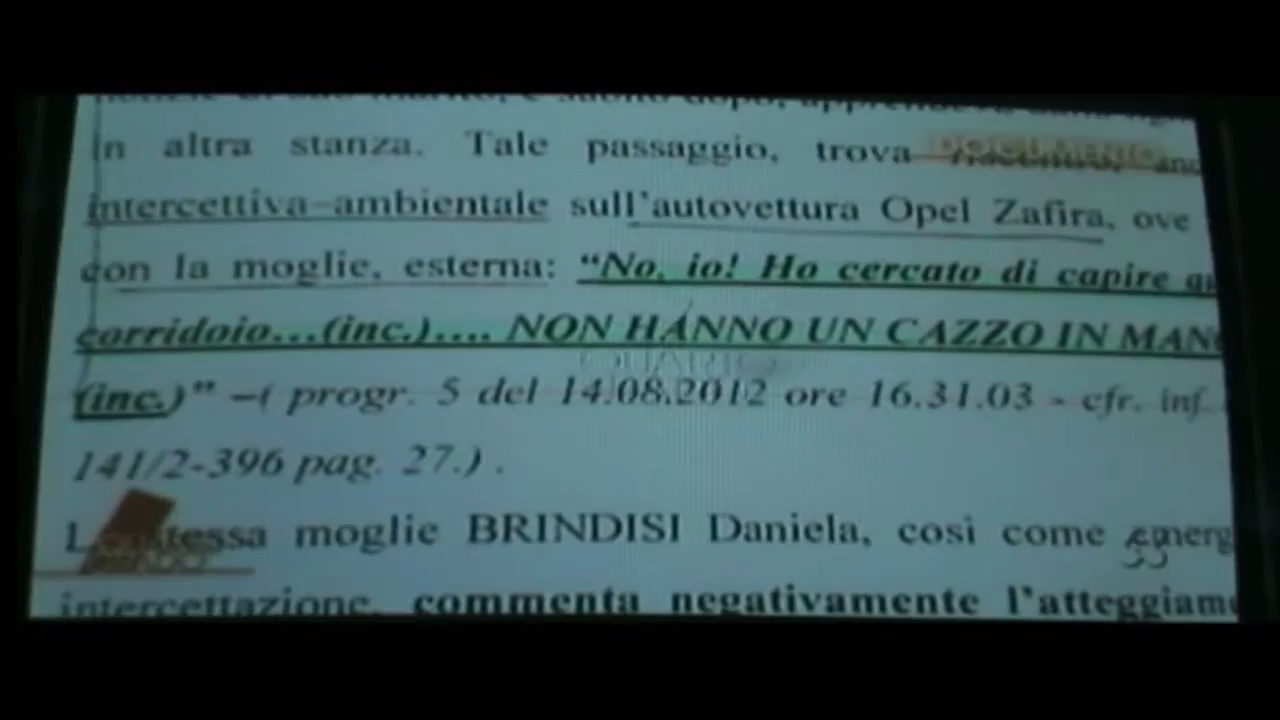 in altra stanza. Tale passaggio, trova
DOCUMENTO
intercettiva–ambientale sull'autovettura Opel Zafira, ove
con la moglie, esterna: “No, io! Ho cercato di capire
corridoio…(inc.)…. NON HANNO UN CAZZO IN
(inc.)” –( progr. 5 del 14.08.2012 ore 16.31.03 - cfr. inf.
141/2-396 pag. 27.) .
moglie BRINDISI Daniela, così come
intercettazione, commenta negativamente